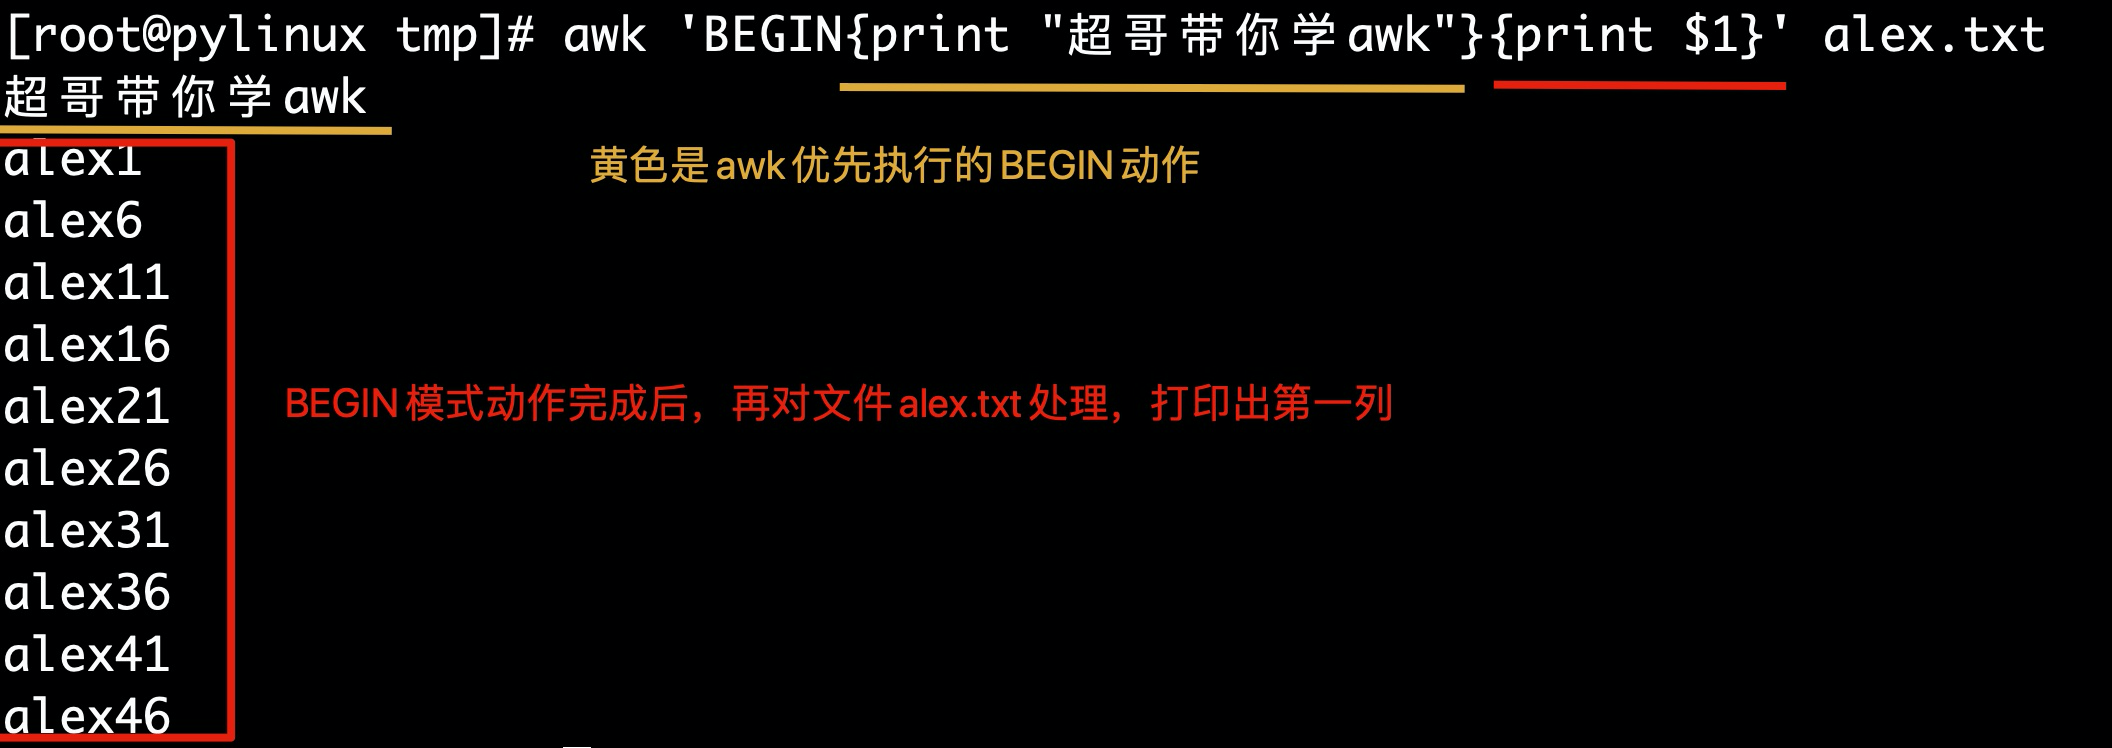 [root@pylinux tmp]# awk 'BEGIN{print "超哥带你学awk"}{print $1}' alex.txt
超哥带你学awk
alex1
黄色是awk优先执行的BEGIN动作
alex6
alex11
alex16
alex21
BEGIN模式动作完成后，再对文件alex.txt处理，打印出第一列
alex26
alex31
alex36
alex41
alex46